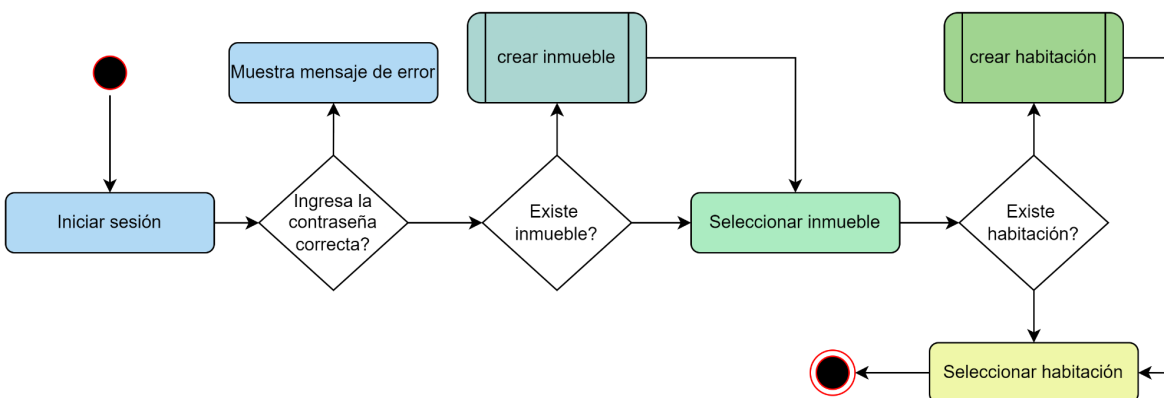 Muestra mensaje de error
crear inmueble
crear habitación
Iniciar sesión
Ingresa la
contraseña
correcta?
Existe
inmueble?
Seleccionar inmueble
Existe
habitación?
Seleccionar habitación